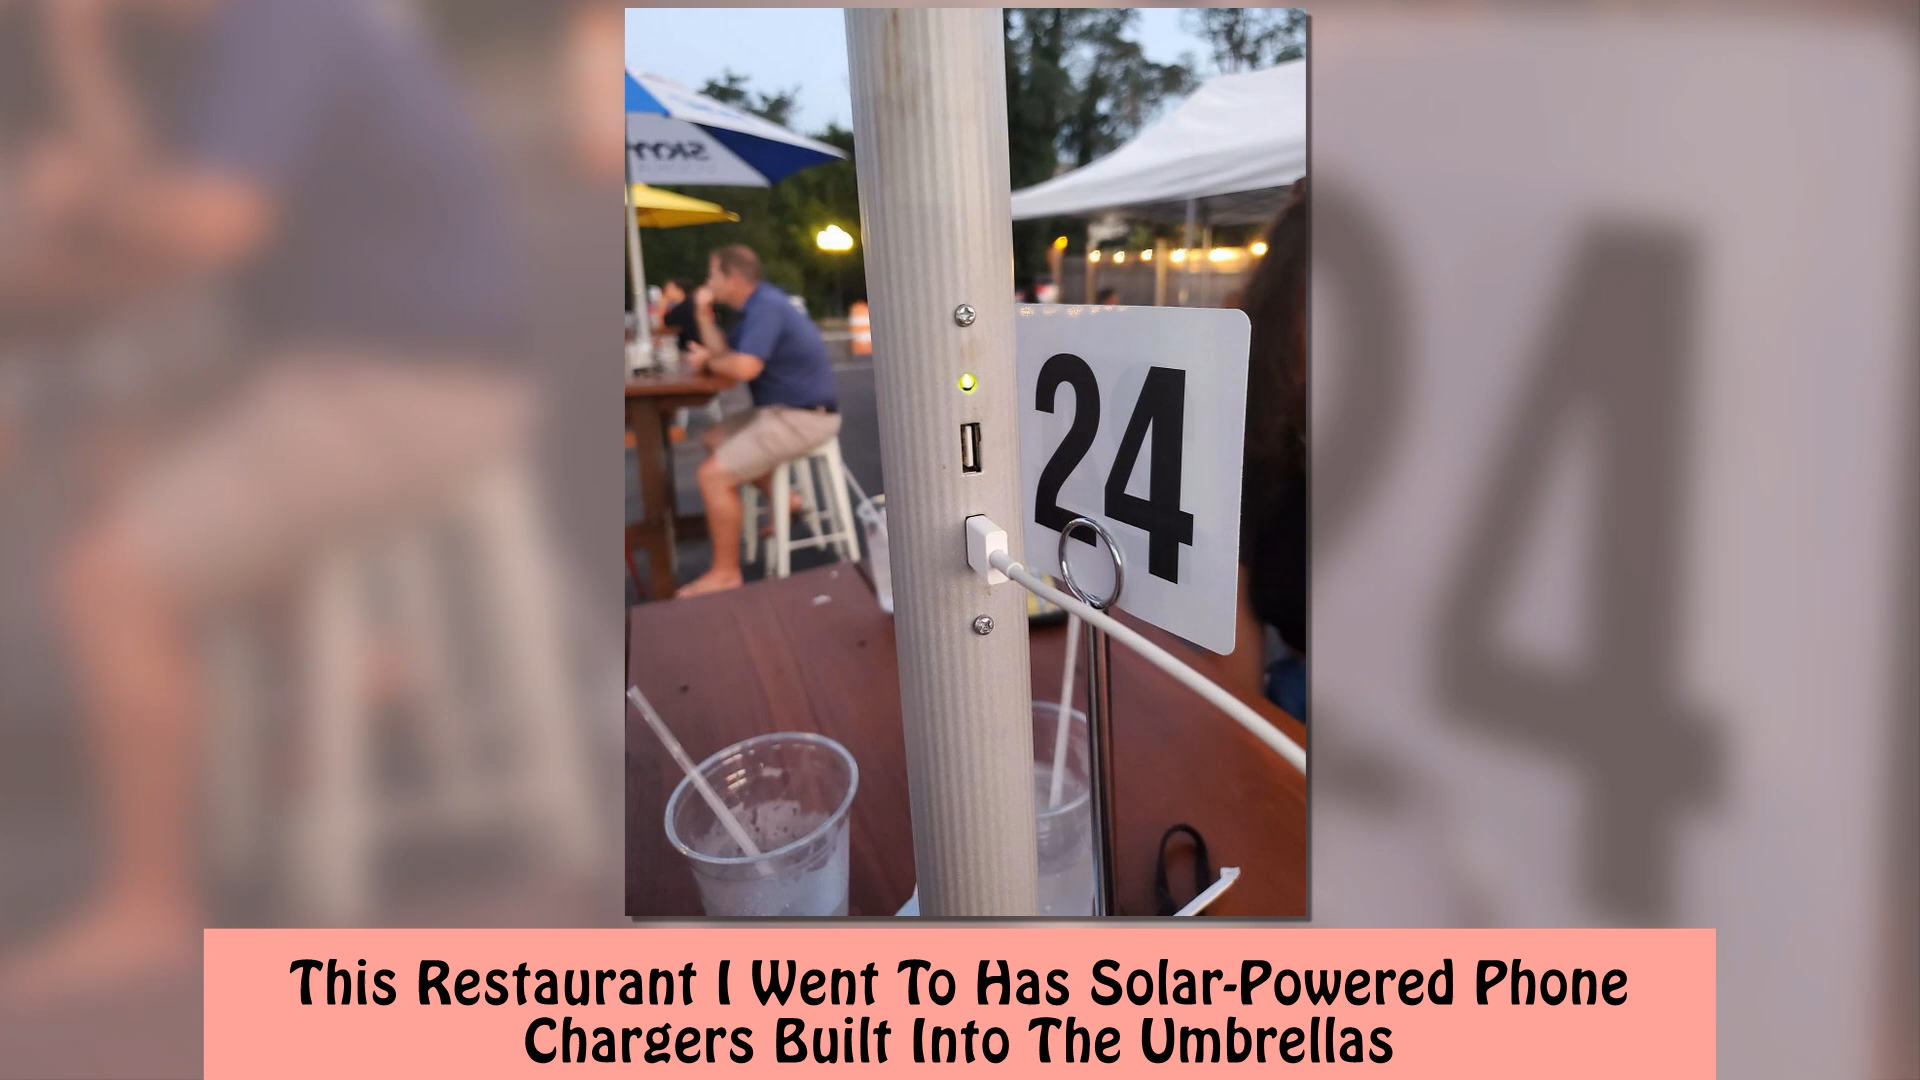 24
This Restaurant I Went To Has Solar-Powered Phone
Chargers Built Into The Umbrellas